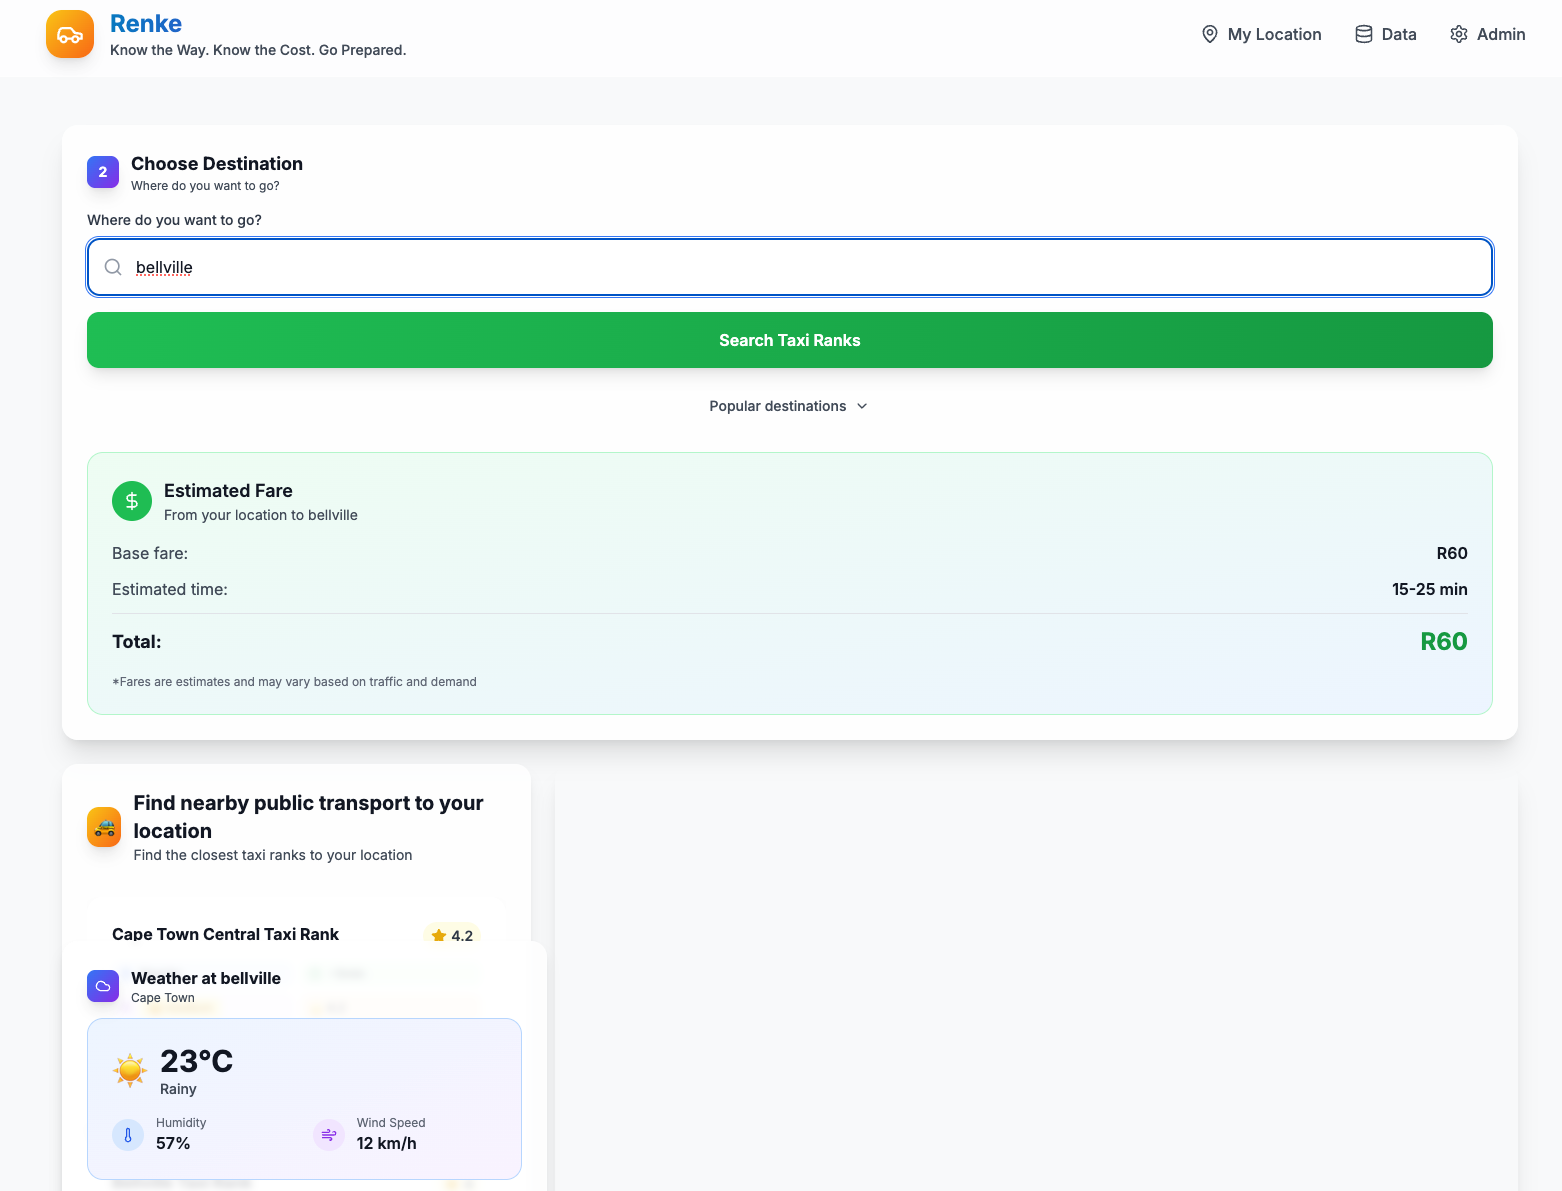 Renke
Know the Way. Know the Cost. Go Prepared.
My Location
Data
Admin
2
Choose Destination
Where do you want to go?
Where do you want to go?
bellville
Search Taxi Ranks
Popular destinations
$
Estimated Fare
From your location to bellville
Base fare:
R60
Estimated time:
15-25 min
Total:
R60
*Fares are estimates and may vary based on traffic and demand
Find nearby public transport to your
location
Find the closest taxi ranks to your location
Cape Town Central Taxi Rank
4.2
Weather at bellville
Cape Town
23°C
Rainy
Humidity
57%
Wind Speed
12 km/h